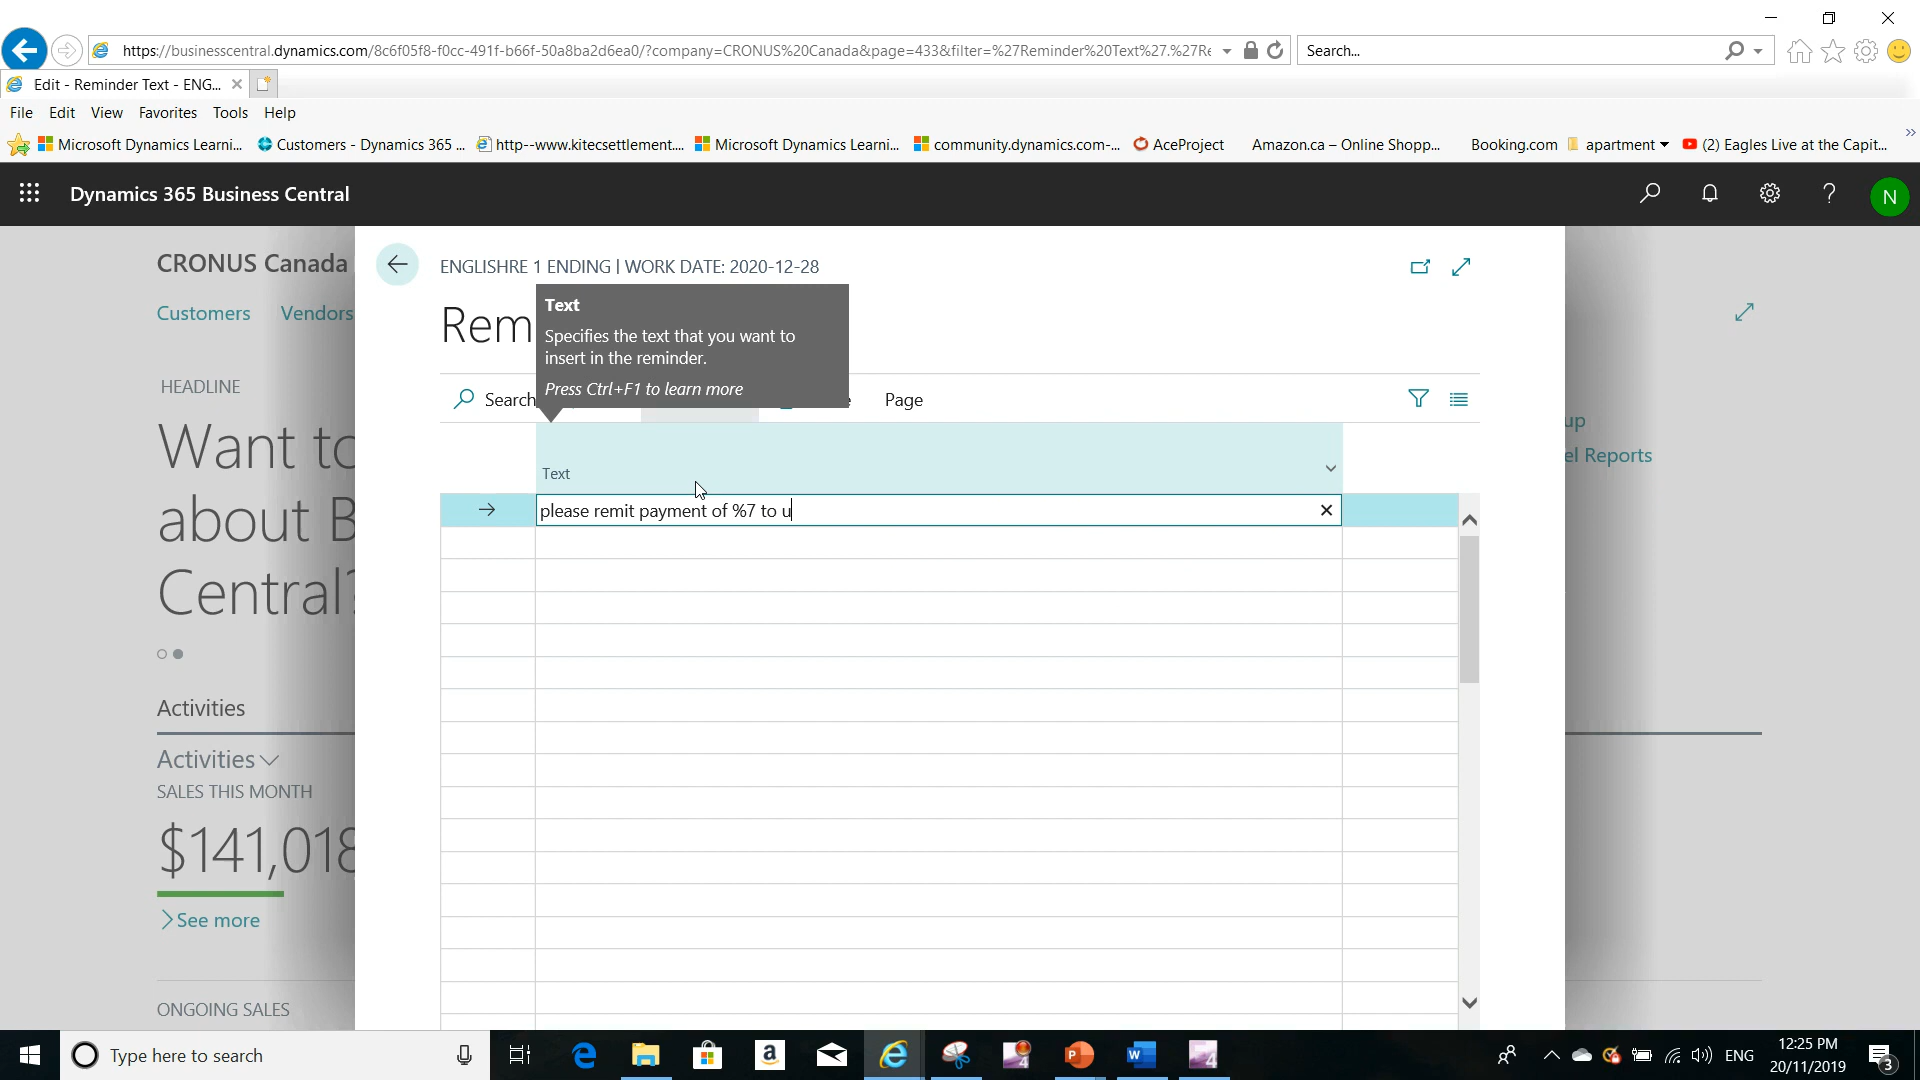 https://businesscentral.dynamics.com/8c6f05f8-f0cc-491f-b66f-50a8ba2d6ea0/?company=CRONUS%20Canada&page=433&filter=%27Reminder%20Text%27.%27Re
Search...
Edit - Reminder Text - ENG...
File Edit View Favorites Tools Help
Microsoft Dynamics Learni... Customers - Dynamics 365 ... http--www.kitecsettlement.... Microsoft Dynamics Learni... community.dynamics.com-... AceProject Amazon.ca – Online Shopp... Booking.com apartment (2) Eagles Live at the Capit...
Dynamics 365 Business Central
N
CRONUS Canada
ENGLISHRE 1 ENDING | WORK DATE: 2020-12-28
Customers Vendors
Rem
Text
Specifies the text that you want to
insert in the reminder.
Press Ctrl+F1 to learn more
HEADLINE
Search
Page
Want to
about B
Central?
up
el Reports
Text
please remit payment of %7 to u
Activities
Activities
SALES THIS MONTH
$141,018
See more
ONGOING SALES
Type here to search
ENG
12:25 PM
20/11/2019
3